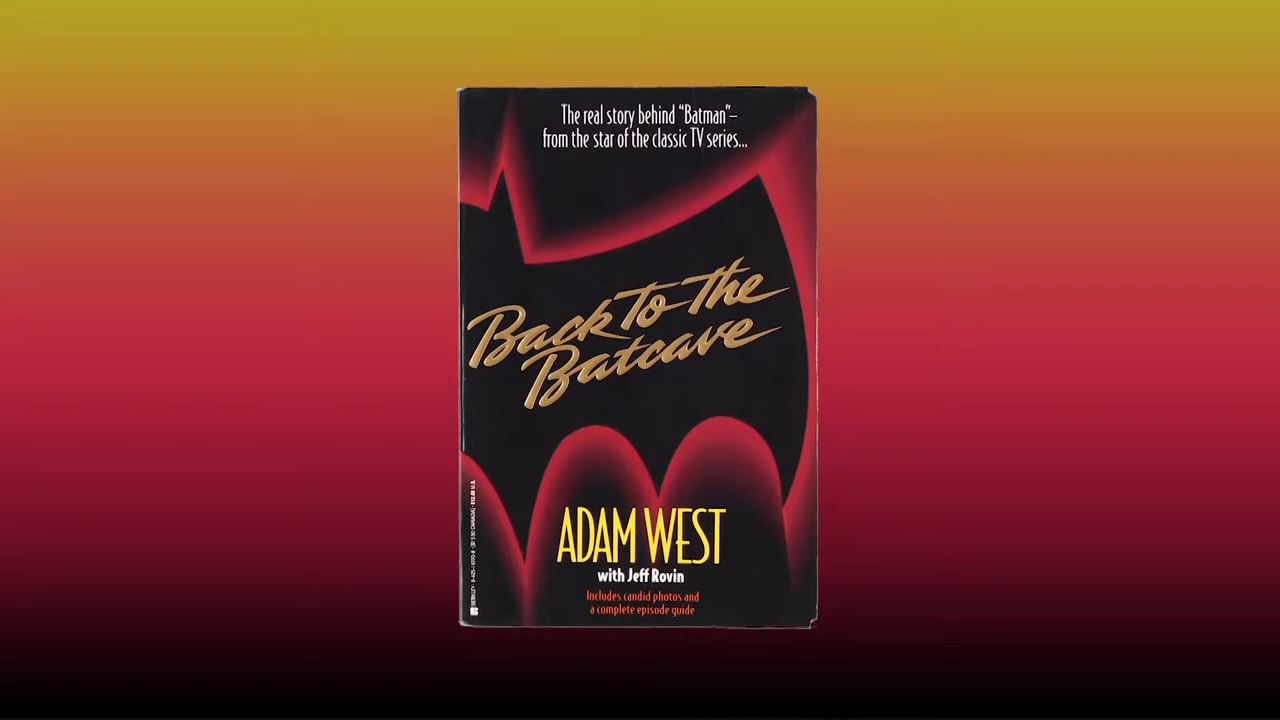 The real story behind “Batman”–
from the star of the classic TV series...
Back To The
Batcave
ADAM WEST
with Jeff Rovin
Includes candid photos and
a complete episode guide